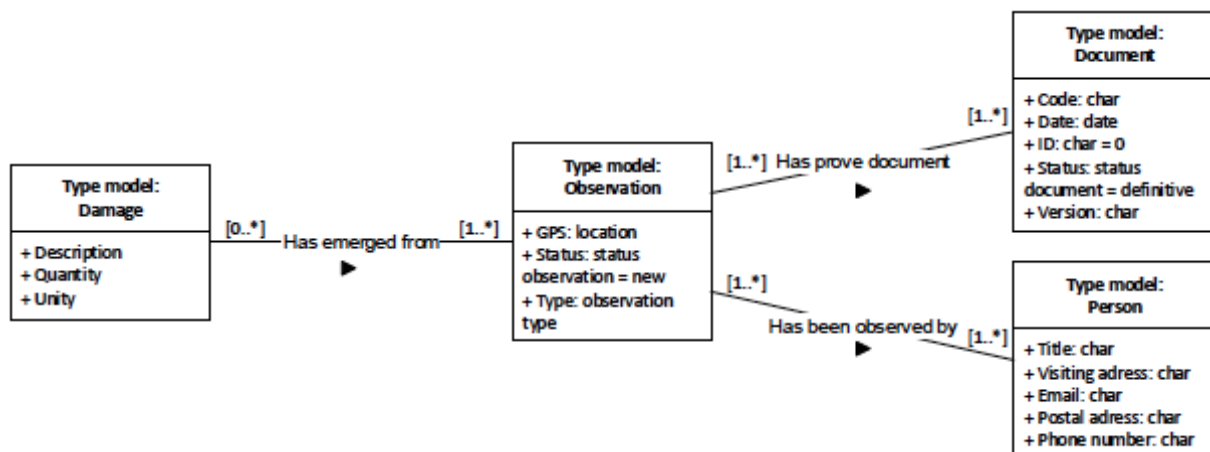 Type model:
Damage
+ Description
+ Quantity
+ Unity
[0..*]
Has emerged from
[1..*]
Type model:
Observation
+ GPS: location
+ Status: status
observation = new
+ Type: observation
type
[1..*]
Has prove document
[1..*]
Type model:
Document
+ Code: char
+ Date: date
+ ID: char = 0
+ Status: status
document = definitive
+ Version: char
[1..*]
Has been observed by
[1..*]
Type model:
Person
+ Title: char
+ Visiting adress: char
+ Email: char
+ Postal adress: char
+ Phone number: char